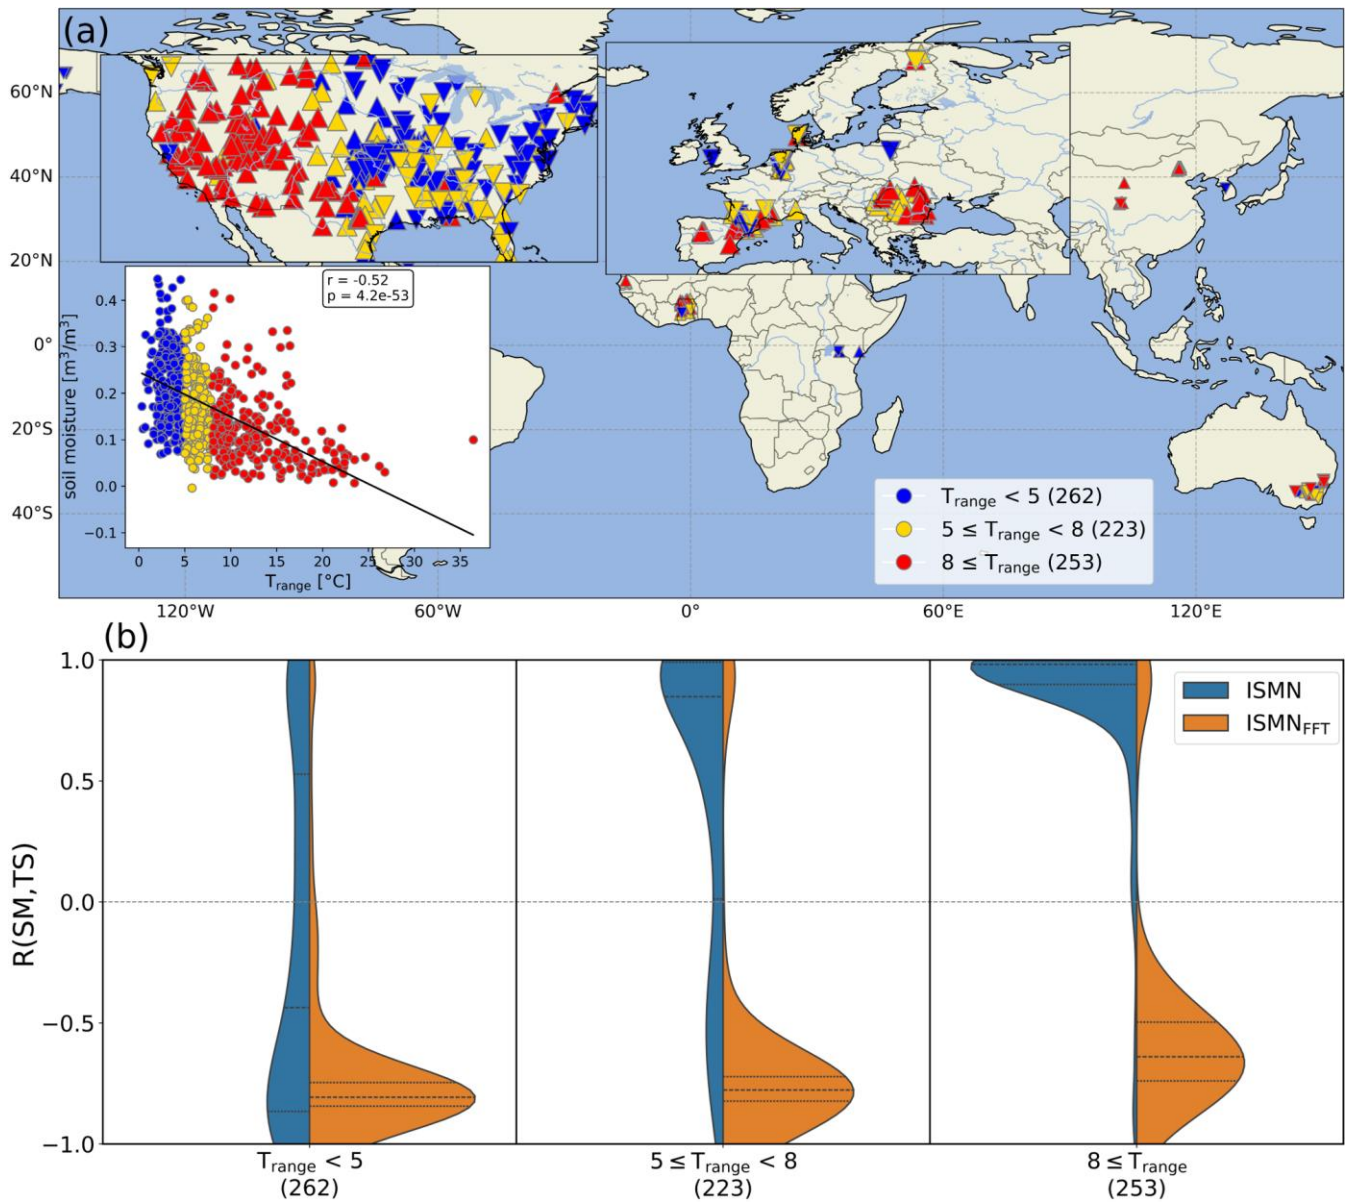 (a)
60°N
40°N
20°N
0°
20°S
40°S
120°W
60°W
0°
60°E
120°E
r = -0.52
p = 4.2e-53
soil moisture [m³/m³]
0.4
0.3
0.2
0.1
0.0
−0.1
0
5
10
15
20
25
30
35
T_range [°C]
T_range < 5 (262)
5 ≤ T_range < 8 (223)
8 ≤ T_range (253)
(b)
R(SM,TS)
1.0
0.5
0.0
−0.5
−1.0
ISMN
ISMN_FFT
T_range < 5
(262)
5 ≤ T_range < 8
(223)
8 ≤ T_range
(253)